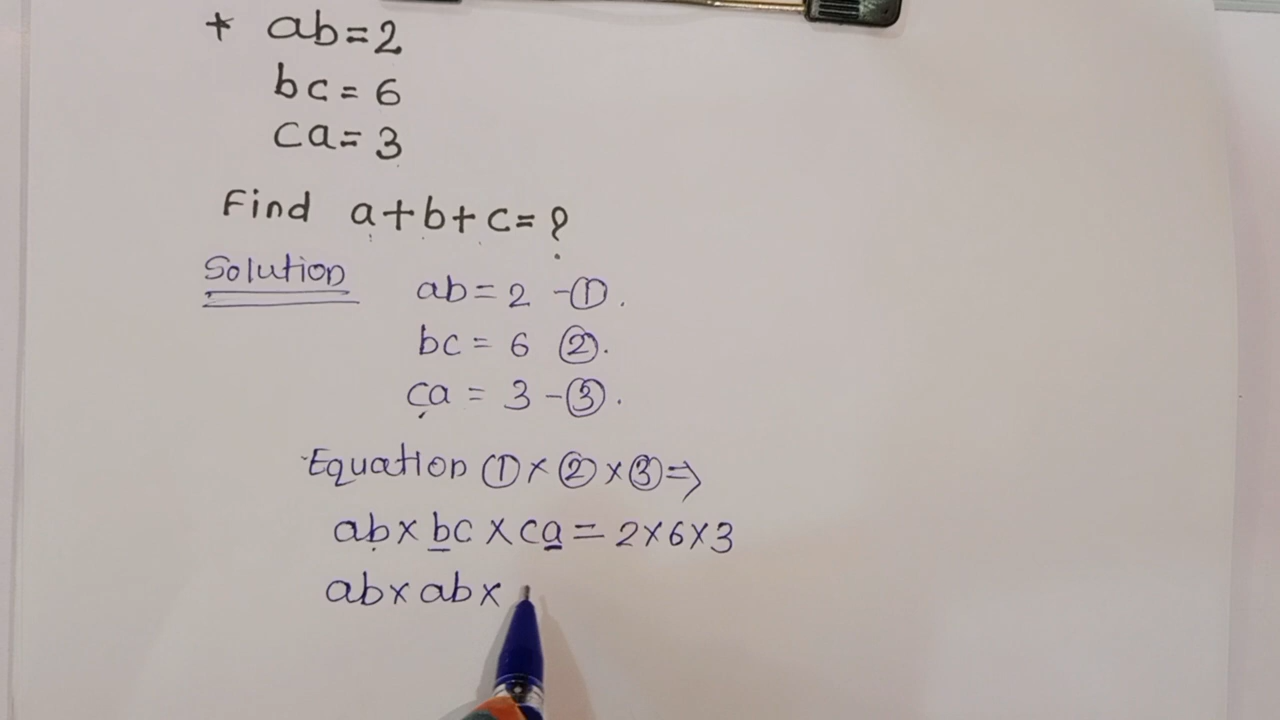 * ab=2
bc=6
ca=3
Find a+b+c=?
Solution
ab=2 -①.
bc = 6 ②.
ca = 3 -③.
Equation ①×②×③⇒
ab×bc×ca=2×6×3
ab×ab×